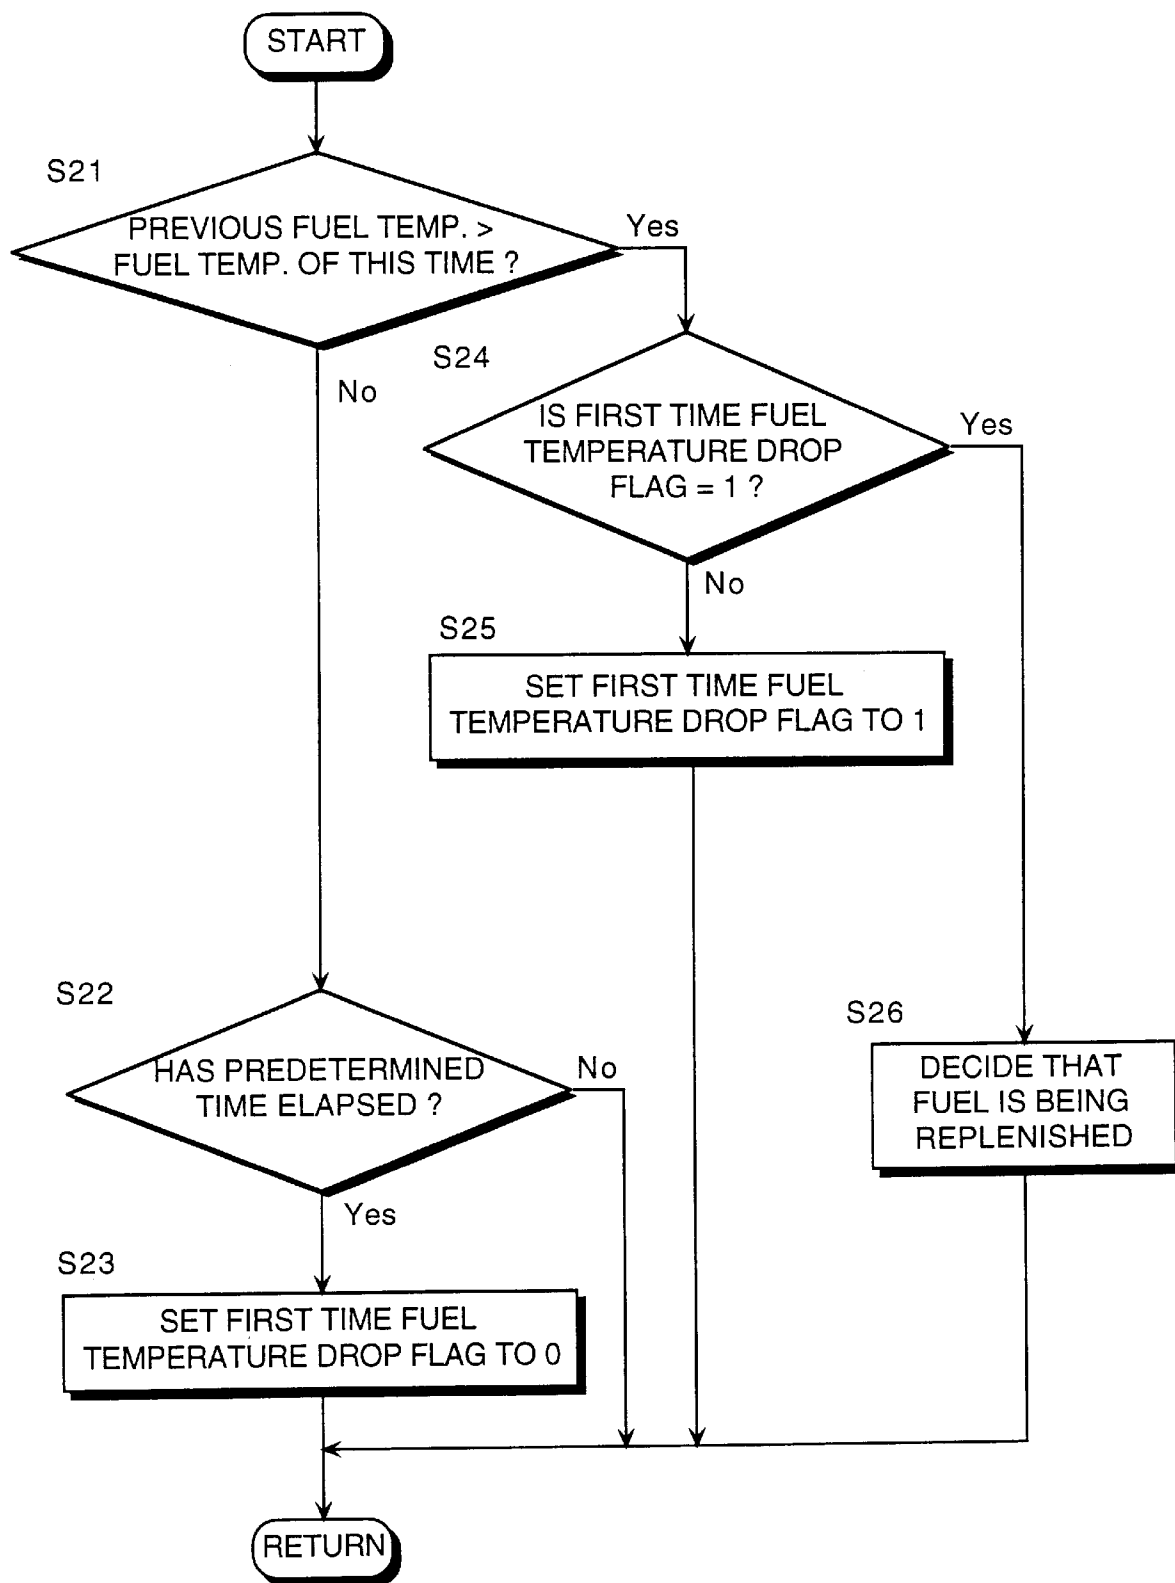 START
S21
PREVIOUS FUEL TEMP. >
FUEL TEMP. OF THIS TIME ?
Yes
No
S24
IS FIRST TIME FUEL
TEMPERATURE DROP
FLAG = 1 ?
Yes
No
S25
SET FIRST TIME FUEL
TEMPERATURE DROP FLAG TO 1
S22
HAS PREDETERMINED
TIME ELAPSED ?
No
Yes
S26
DECIDE THAT
FUEL IS BEING
REPLENISHED
S23
SET FIRST TIME FUEL
TEMPERATURE DROP FLAG TO 0
RETURN